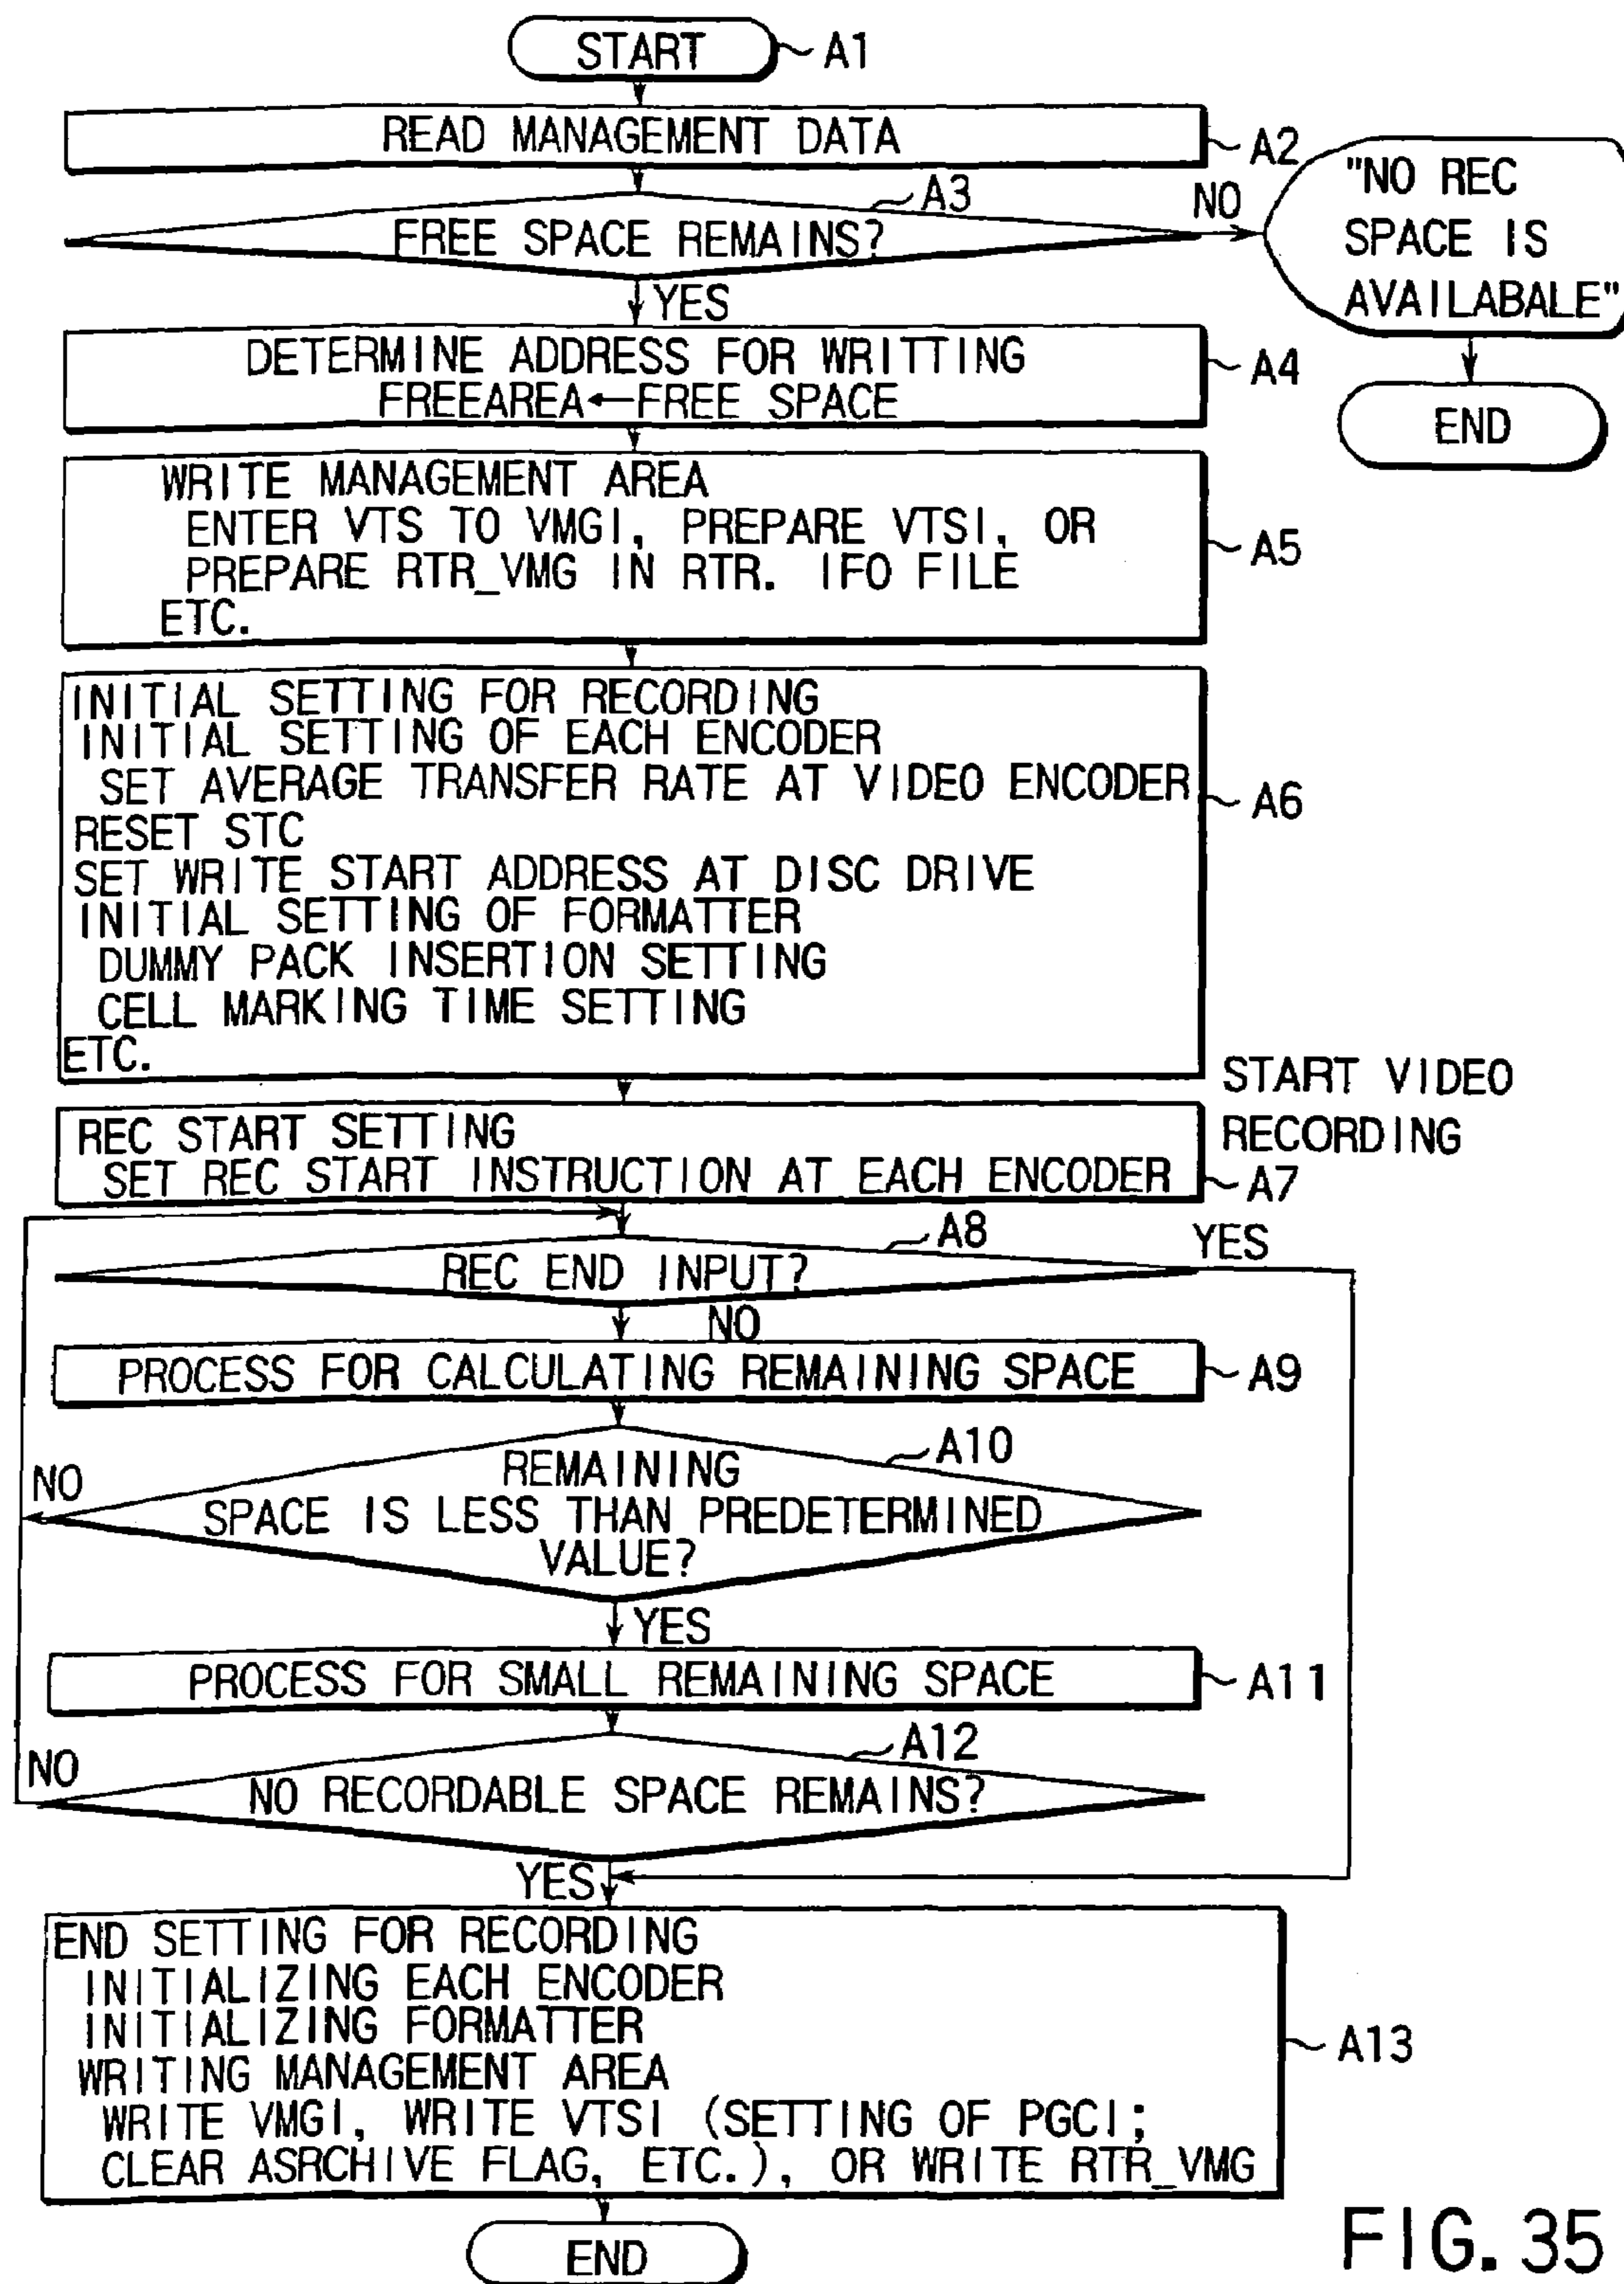 START
A1
READ MANAGEMENT DATA
A2
A3
FREE SPACE REMAINS?
NO
"NO REC
SPACE IS
AVAILABALE"
END
YES
DETERMINE ADDRESS FOR WRITTING
FREEAREA←FREE SPACE
A4
WRITE MANAGEMENT AREA
ENTER VTS TO VMGI, PREPARE VTSI, OR
PREPARE RTR_VMG IN RTR. IFO FILE
ETC.
A5
INITIAL SETTING FOR RECORDING
INITIAL SETTING OF EACH ENCODER
SET AVERAGE TRANSFER RATE AT VIDEO ENCODER
RESET STC
SET WRITE START ADDRESS AT DISC DRIVE
INITIAL SETTING OF FORMATTER
DUMMY PACK INSERTION SETTING
CELL MARKING TIME SETTING
ETC.
A6
START VIDEO
RECORDING
REC START SETTING
SET REC START INSTRUCTION AT EACH ENCODER
A7
A8
REC END INPUT?
YES
NO
PROCESS FOR CALCULATING REMAINING SPACE
A9
A10
REMAINING
SPACE IS LESS THAN PREDETERMINED
VALUE?
NO
YES
PROCESS FOR SMALL REMAINING SPACE
A11
A12
NO RECORDABLE SPACE REMAINS?
NO
YES
END SETTING FOR RECORDING
INITIALIZING EACH ENCODER
INITIALIZING FORMATTER
WRITING MANAGEMENT AREA
WRITE VMGI, WRITE VTSI (SETTING OF PGCI;
CLEAR ASRCHIVE FLAG, ETC.), OR WRITE RTR_VMG
A13
END
FIG. 35